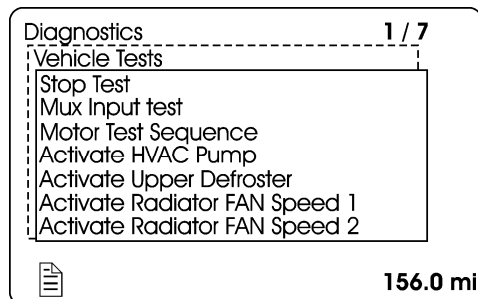 Diagnostics 1 / 7
Vehicle Tests
Stop Test
Mux Input test
Motor Test Sequence
Activate HVAC Pump
Activate Upper Defroster
Activate Radiator FAN Speed 1
Activate Radiator FAN Speed 2
156.0 mi